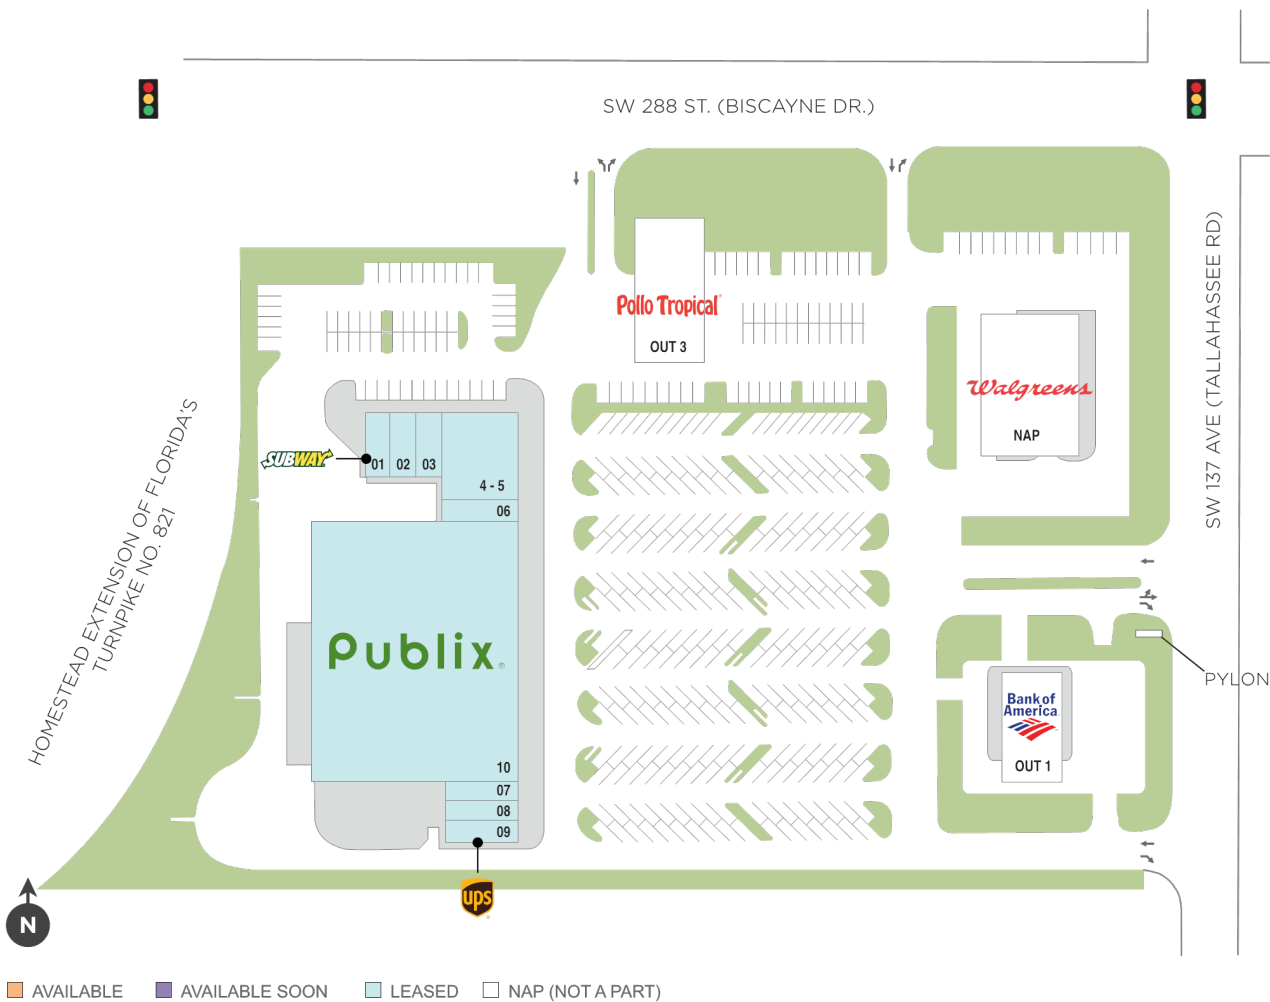 SW 288 ST. (BISCAYNE DR.)
SW 137 AVE (TALLAHASSEE RD)
HOMESTEAD EXTENSION OF FLORIDA'S
TURNPIKE NO. 821
Pollo Tropical
OUT 3
Walgreens
NAP
SUBWAY
01
02
03
4 - 5
06
Publix®
10
07
08
09
ups
Bank of
America
OUT 1
PYLON
N
AVAILABLE
AVAILABLE SOON
LEASED
NAP (NOT A PART)